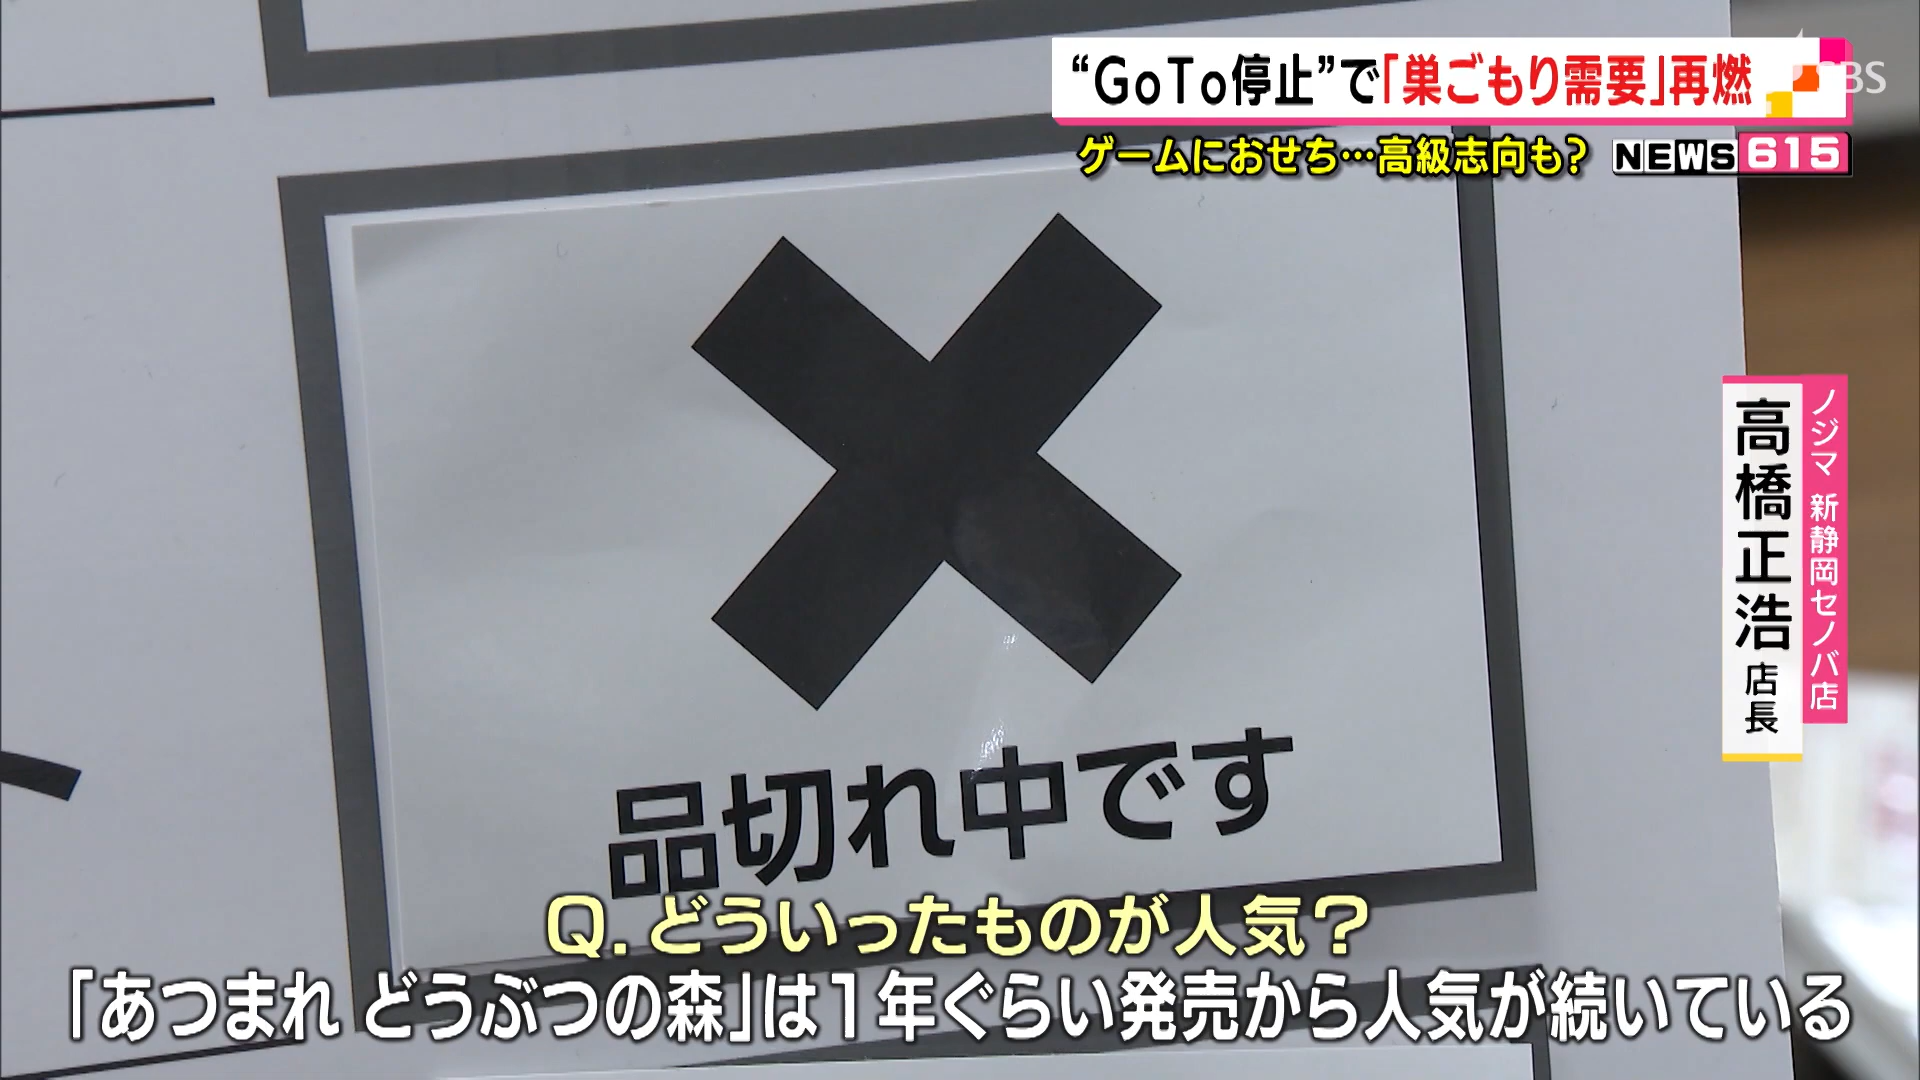 “GoTo停止”で「巣ごもり需要」再燃
ゲームにおせち…高級志向も?
NEWS 615
ノジマ 新静岡セノバ店
高橋正浩 店長
品切れ中です
Q.どういったものが人気?
「あつまれ どうぶつの森」は1年ぐらい発売から人気が続いている